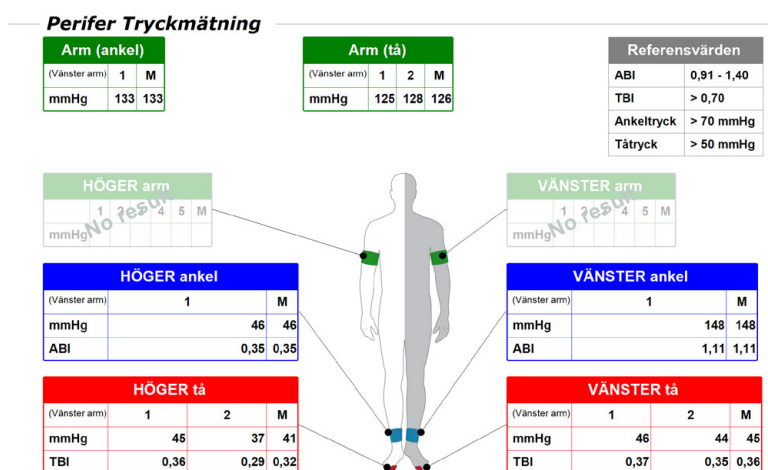 Perifer Tryckmätning
Arm (ankel)
(Vänster arm) 1 M
mmHg 133 133
Arm (tå)
(Vänster arm) 1 2 M
mmHg 125 128 126
Referensvärden
ABI 0,91 - 1,40
TBI > 0,70
Ankeltryck > 70 mmHg
Tåtryck > 50 mmHg
HÖGER arm
1 2 3 4 5 M
mmHg
No result
VÄNSTER arm
1 2 3 4 5 M
mmHg
No result
HÖGER ankel
(Vänster arm) 1 M
mmHg 46 46
ABI 0,35 0,35
VÄNSTER ankel
(Vänster arm) 1 M
mmHg 148 148
ABI 1,11 1,11
HÖGER tå
(Vänster arm) 1 2 M
mmHg 45 37 41
TBI 0,36 0,29 0,32
VÄNSTER tå
(Vänster arm) 1 2 M
mmHg 46 44 45
TBI 0,37 0,35 0,36